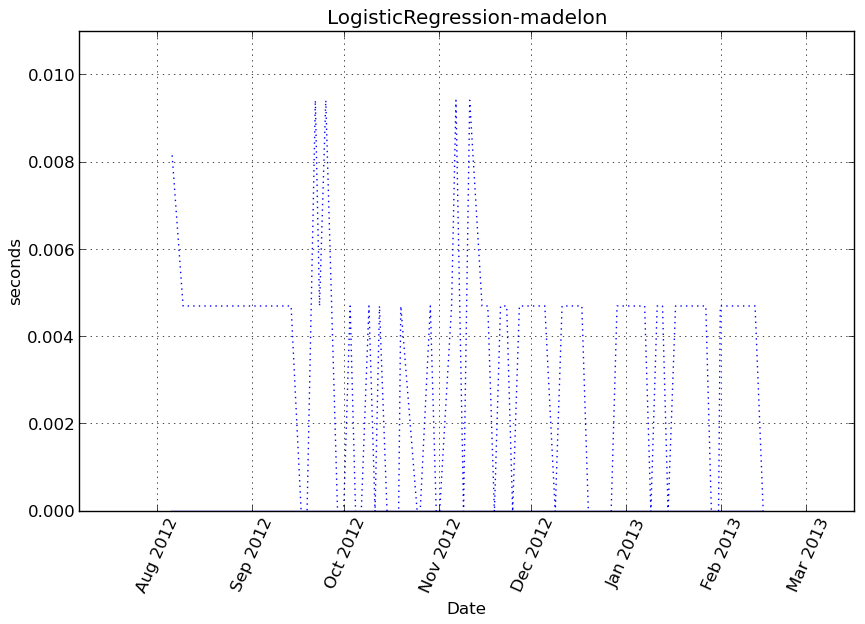 LogisticRegression-madelon
0.010
0.008
0.006
0.004
0.002
0.000
seconds
Aug 2012
Sep 2012
Oct 2012
Nov 2012
Dec 2012
Jan 2013
Feb 2013
Mar 2013
Date